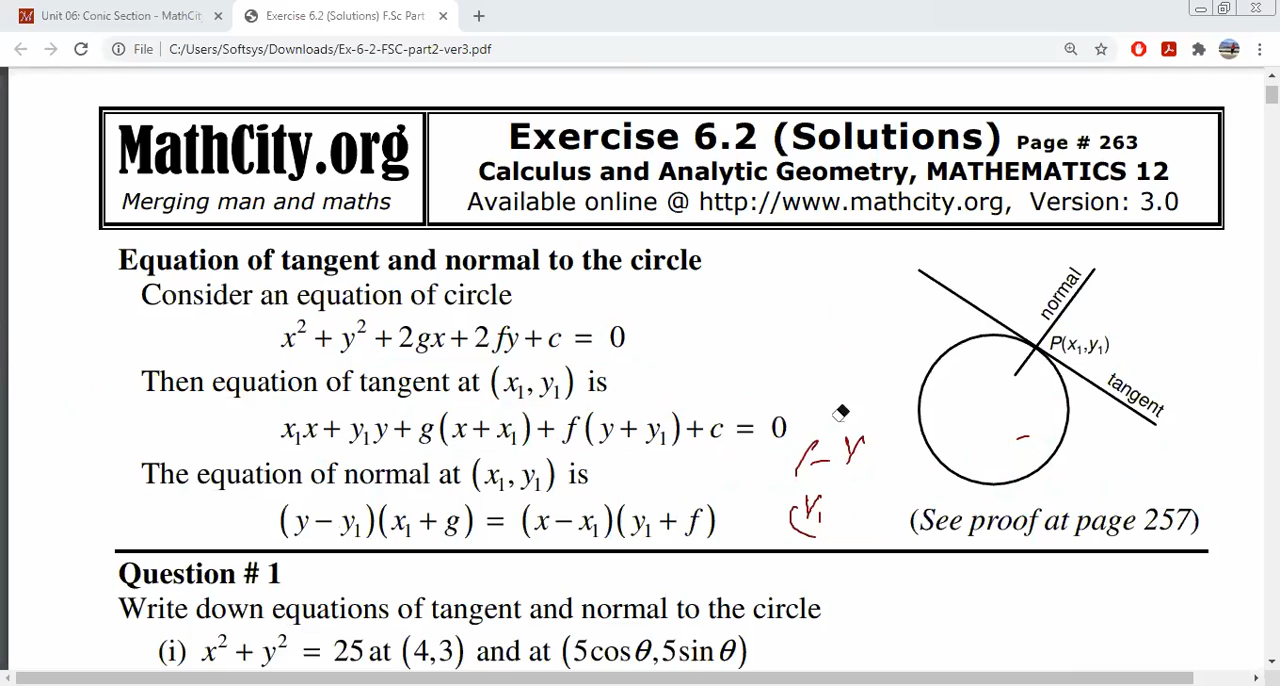 Unit 06: Conic Section – MathCit
Exercise 6.2 (Solutions) F.Sc Part
File C:/Users/Softsys/Downloads/Ex-6-2-FSC-part2-ver3.pdf
MathCity.org
Merging man and maths
Exercise 6.2 (Solutions) Page # 263
Calculus and Analytic Geometry, MATHEMATICS 12
Available online @ http://www.mathcity.org, Version: 3.0
Equation of tangent and normal to the circle
Consider an equation of circle
x² + y² + 2gx + 2fy + c = 0
Then equation of tangent at (x₁, y₁) is
x₁x + y₁y + g(x + x₁) + f(y + y₁) + c = 0
The equation of normal at (x₁, y₁) is
(y − y₁)(x₁ + g) = (x − x₁)(y₁ + f)
normal
P(x₁,y₁)
tangent
(See proof at page 257)
Question # 1
Write down equations of tangent and normal to the circle
(i) x² + y² = 25 at (4,3) and at (5cosθ,5sinθ)